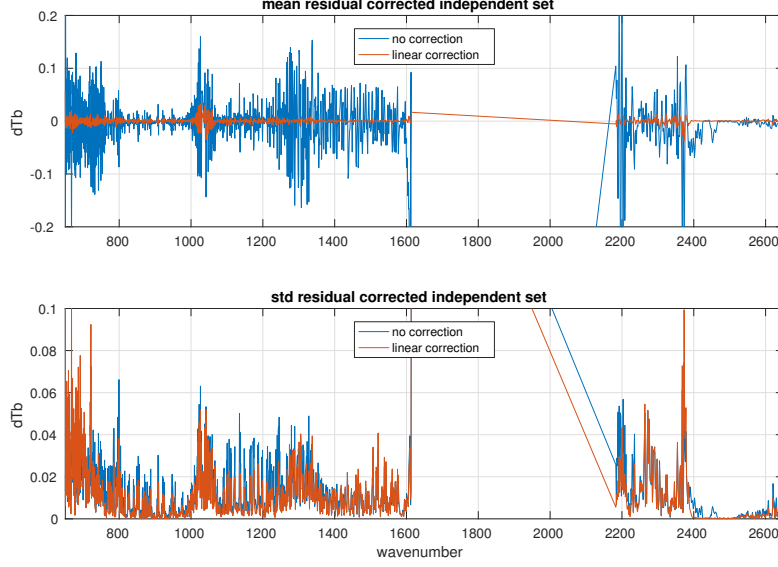 mean residual corrected independent set
no correction
linear correction
dTb
0.2
0.1
0
-0.1
-0.2
800 1000 1200 1400 1600 1800 2000 2200 2400 2600
std residual corrected independent set
no correction
linear correction
dTb
0.1
0.08
0.06
0.04
0.02
0
800 1000 1200 1400 1600 1800 2000 2200 2400 2600
wavenumber